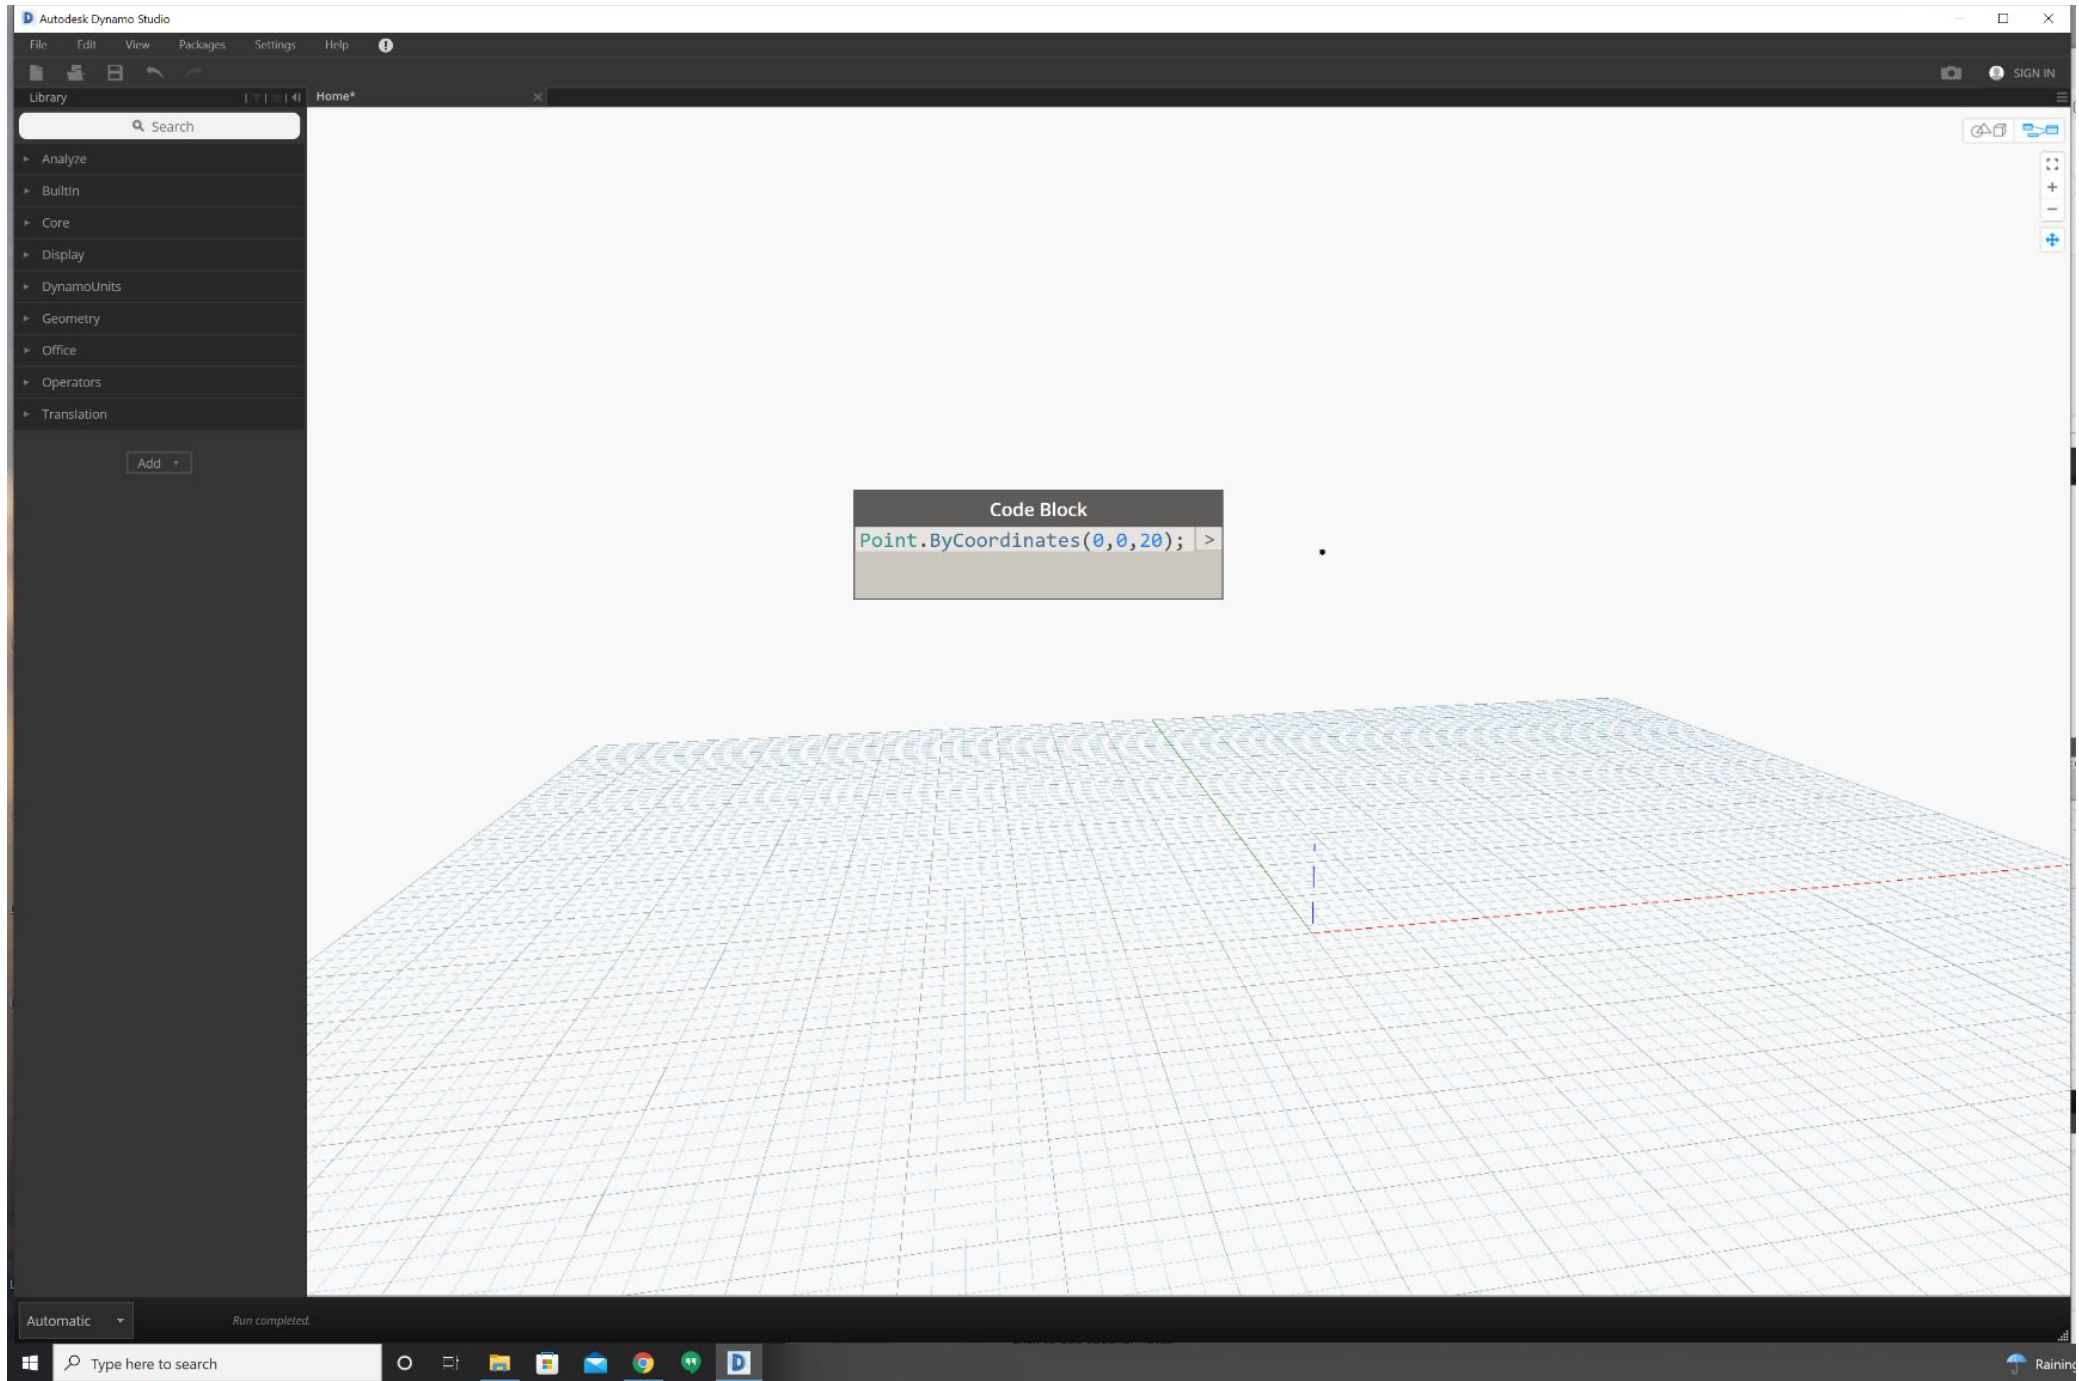 Autodesk Dynamo Studio
File Edit View Packages Settings Help
SIGN IN
Library
Home*
Search
Analyze
BuiltIn
Core
Display
DynamoUnits
Geometry
Office
Operators
Translation
Add
Code Block
Point.ByCoordinates(0,0,20); >
Automatic
Run completed.
Type here to search
Raining